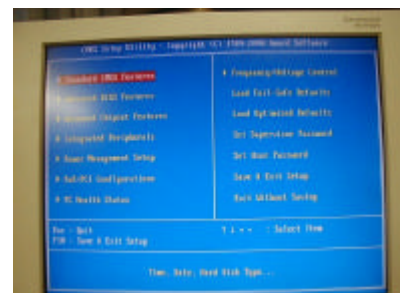 CMOS Setup Utility - Copyright (C) 1984-2000 Award Software
Standard CMOS Features
Advanced BIOS Features
Advanced Chipset Features
Integrated Peripherals
Power Management Setup
PnP/PCI Configurations
PC Health Status
Frequency/Voltage Control
Load Fail-Safe Defaults
Load Optimized Defaults
Set Supervisor Password
Set User Password
Save & Exit Setup
Exit Without Saving
Esc : Quit
F10 : Save & Exit Setup
: Select Item
Time, Date, Hard Disk Type...